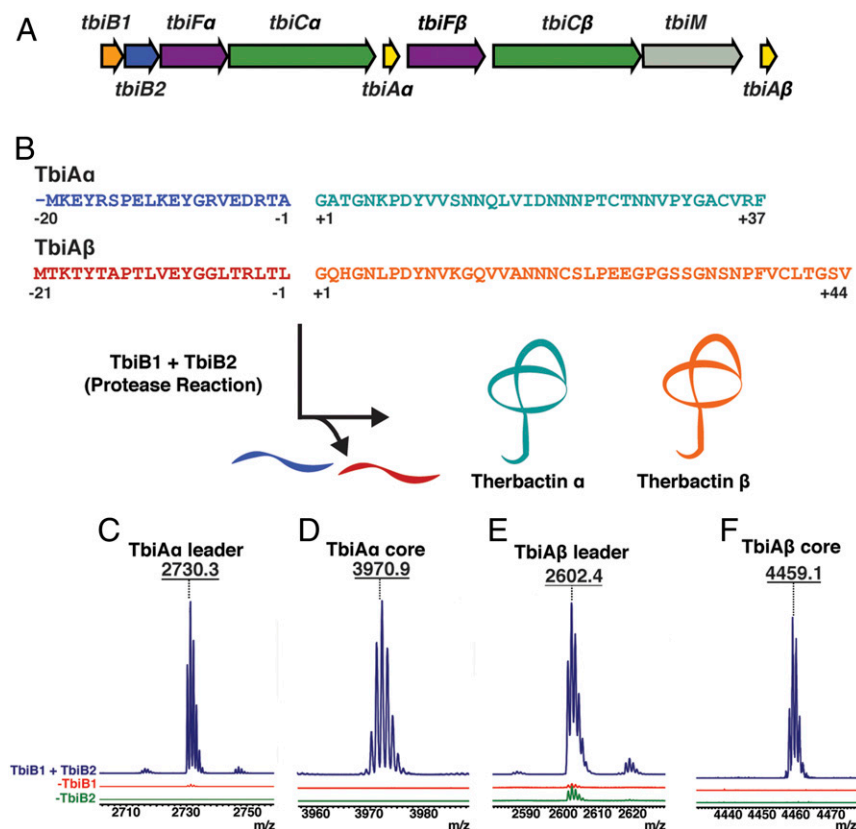 A
tbiB1 tbiFα tbiCα tbiFβ tbiCβ tbiM
tbiB2 tbiAα tbiAβ
B
TbiAα
-MKEYRSPELKEYGRVEDRTA GATGNKPDYVVSNNQLVIDNNNPTCTNNVPYGACVRF
-20 -1 +1 +37
TbiAβ
MTKTYTAPTLVEYGGLTRLTL GQHGNLPDYNVKGQVVANNNCSLPEEGPGSSGNSNPFVCLTGSV
-21 -1 +1 +44
TbiB1 + TbiB2
(Protease Reaction)
Therbactin α Therbactin β
C D E F
TbiAα leader TbiAα core TbiAβ leader TbiAβ core
2730.3 3970.9 2602.4 4459.1
TbiB1 + TbiB2
-TbiB1
-TbiB2
2710 2730 2750 m/z 3960 3970 3980 m/z 2590 2600 2610 2620 m/z 4440 4450 4460 4470 m/z